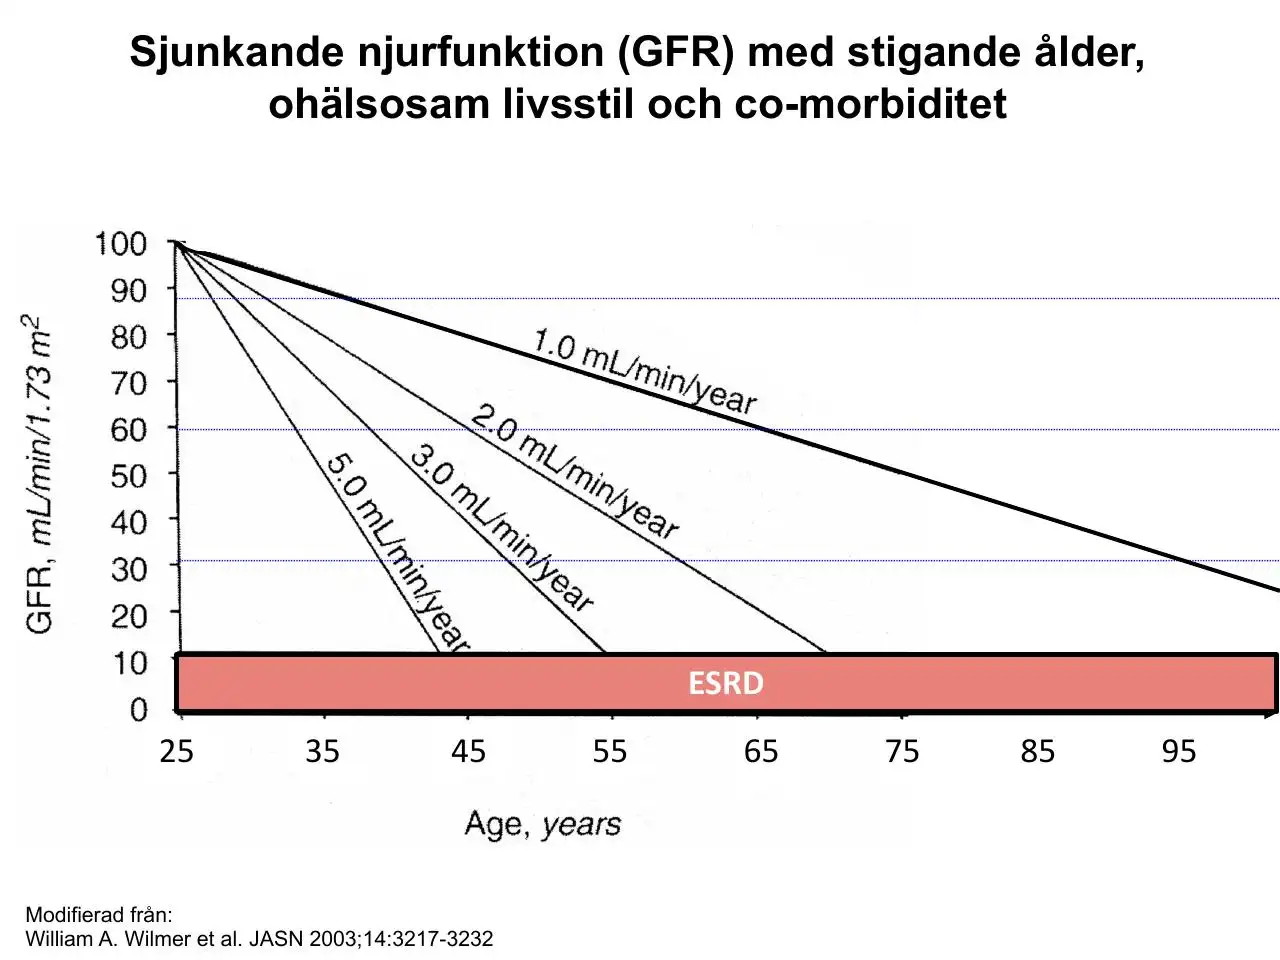 Sjunkande njurfunktion (GFR) med stigande ålder,
ohälsosam livsstil och co-morbiditet
100
90
80
70
60
50
40
30
20
10
0
GFR, mL/min/1.73 m²
1.0 mL/min/year
2.0 mL/min/year
3.0 mL/min/year
5.0 mL/min/year
ESRD
25 35 45 55 65 75 85 95
Age, years
Modifierad från:
William A. Wilmer et al. JASN 2003;14:3217-3232